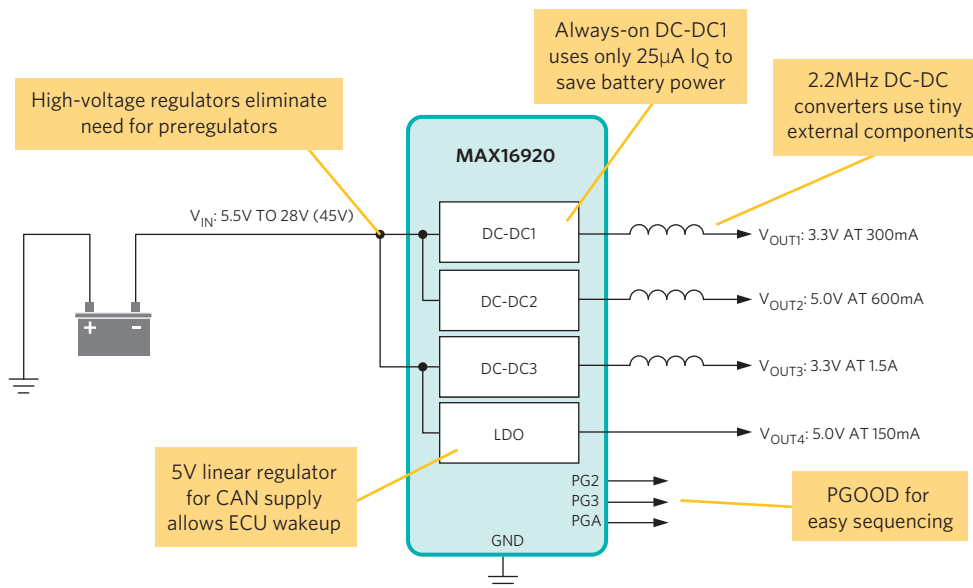 Always-on DC-DC1
uses only 25µA IQ to
save battery power
2.2MHz DC-DC
converters use tiny
external components
High-voltage regulators eliminate
need for preregulators
MAX16920
VIN: 5.5V TO 28V (45V)
DC-DC1
VOUT1: 3.3V AT 300mA
DC-DC2
VOUT2: 5.0V AT 600mA
+ -
DC-DC3
VOUT3: 3.3V AT 1.5A
LDO
VOUT4: 5.0V AT 150mA
5V linear regulator
for CAN supply
allows ECU wakeup
PG2
PG3
PGA
PGOOD for
easy sequencing
GND